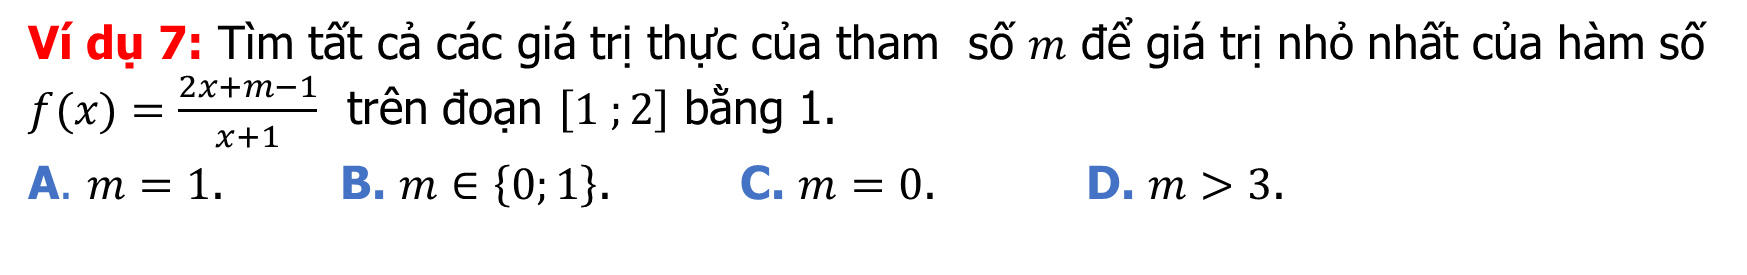 Ví dụ 7: Tìm tất cả các giá trị thực của tham số m để giá trị nhỏ nhất của hàm số
f(x) = \frac{2x+m−1}{x+1} trên đoạn [1 ; 2] bằng 1.
A. m = 1. B. m ∈ {0; 1}. C. m = 0. D. m > 3.